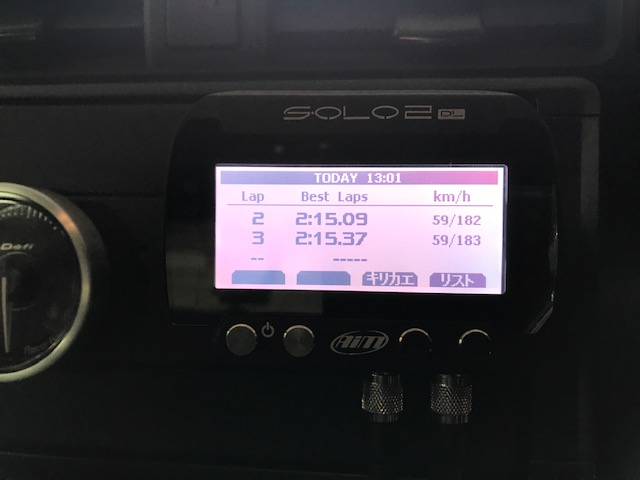 SOLO2 DL
TODAY 13:01
Lap Best Laps km/h
2 2:15.09 59/182
3 2:15.37 59/183
-- -----
キリカエ リスト
Defi
AiM